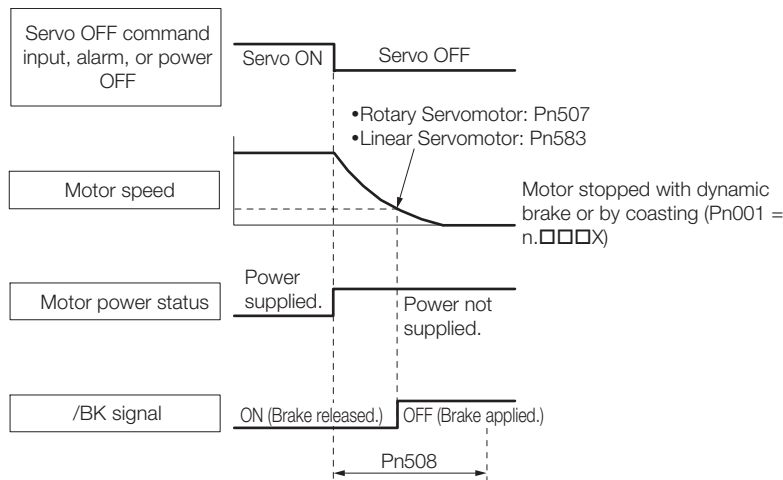 Servo OFF command
input, alarm, or power
OFF
Servo ON
Servo OFF
•Rotary Servomotor: Pn507
•Linear Servomotor: Pn583
Motor speed
Motor stopped with dynamic
brake or by coasting (Pn001 =
n.□□□X)
Motor power status
Power
supplied.
Power not
supplied.
/BK signal
ON (Brake released.)
OFF (Brake applied.)
Pn508